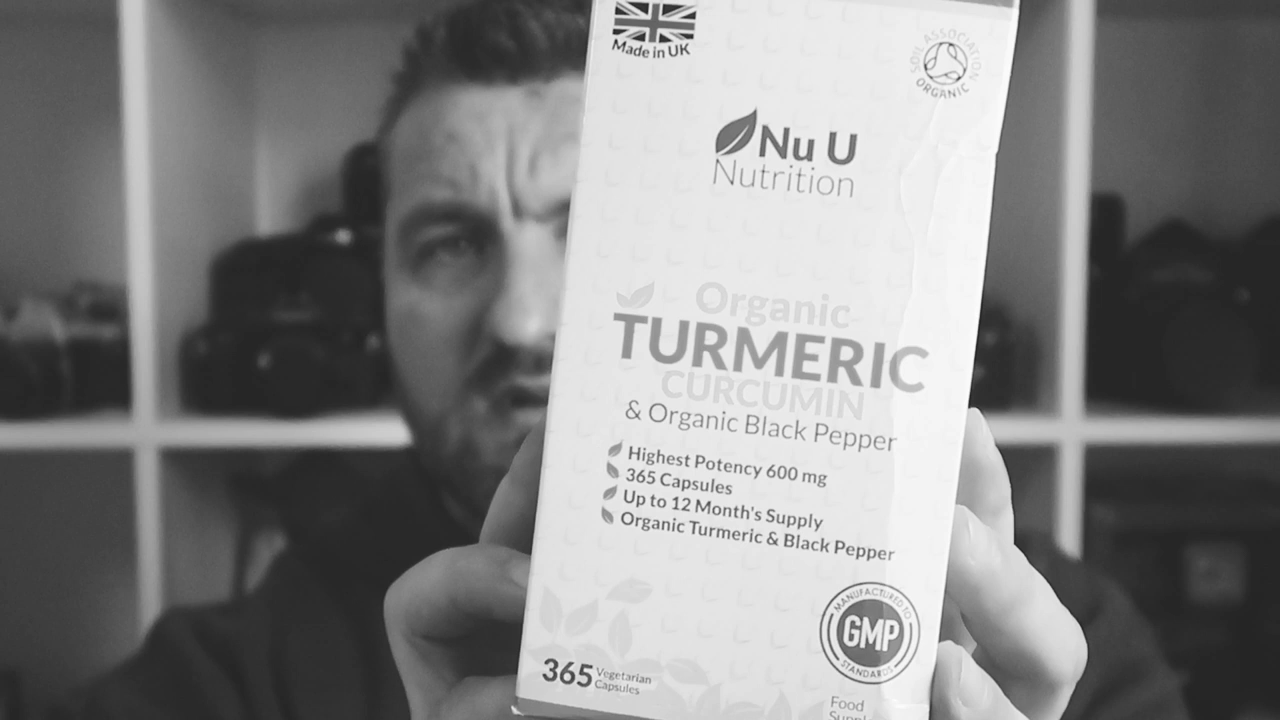 Made in UK
SOIL ASSOCIATION
ORGANIC
Nu U
Nutrition
Organic
TURMERIC
CURCUMIN
& Organic Black Pepper
Highest Potency 600 mg
365 Capsules
Up to 12 Month's Supply
Organic Turmeric & Black Pepper
MANUFACTURED TO
GMP
STANDARDS
365 Vegetarian
Capsules
Food